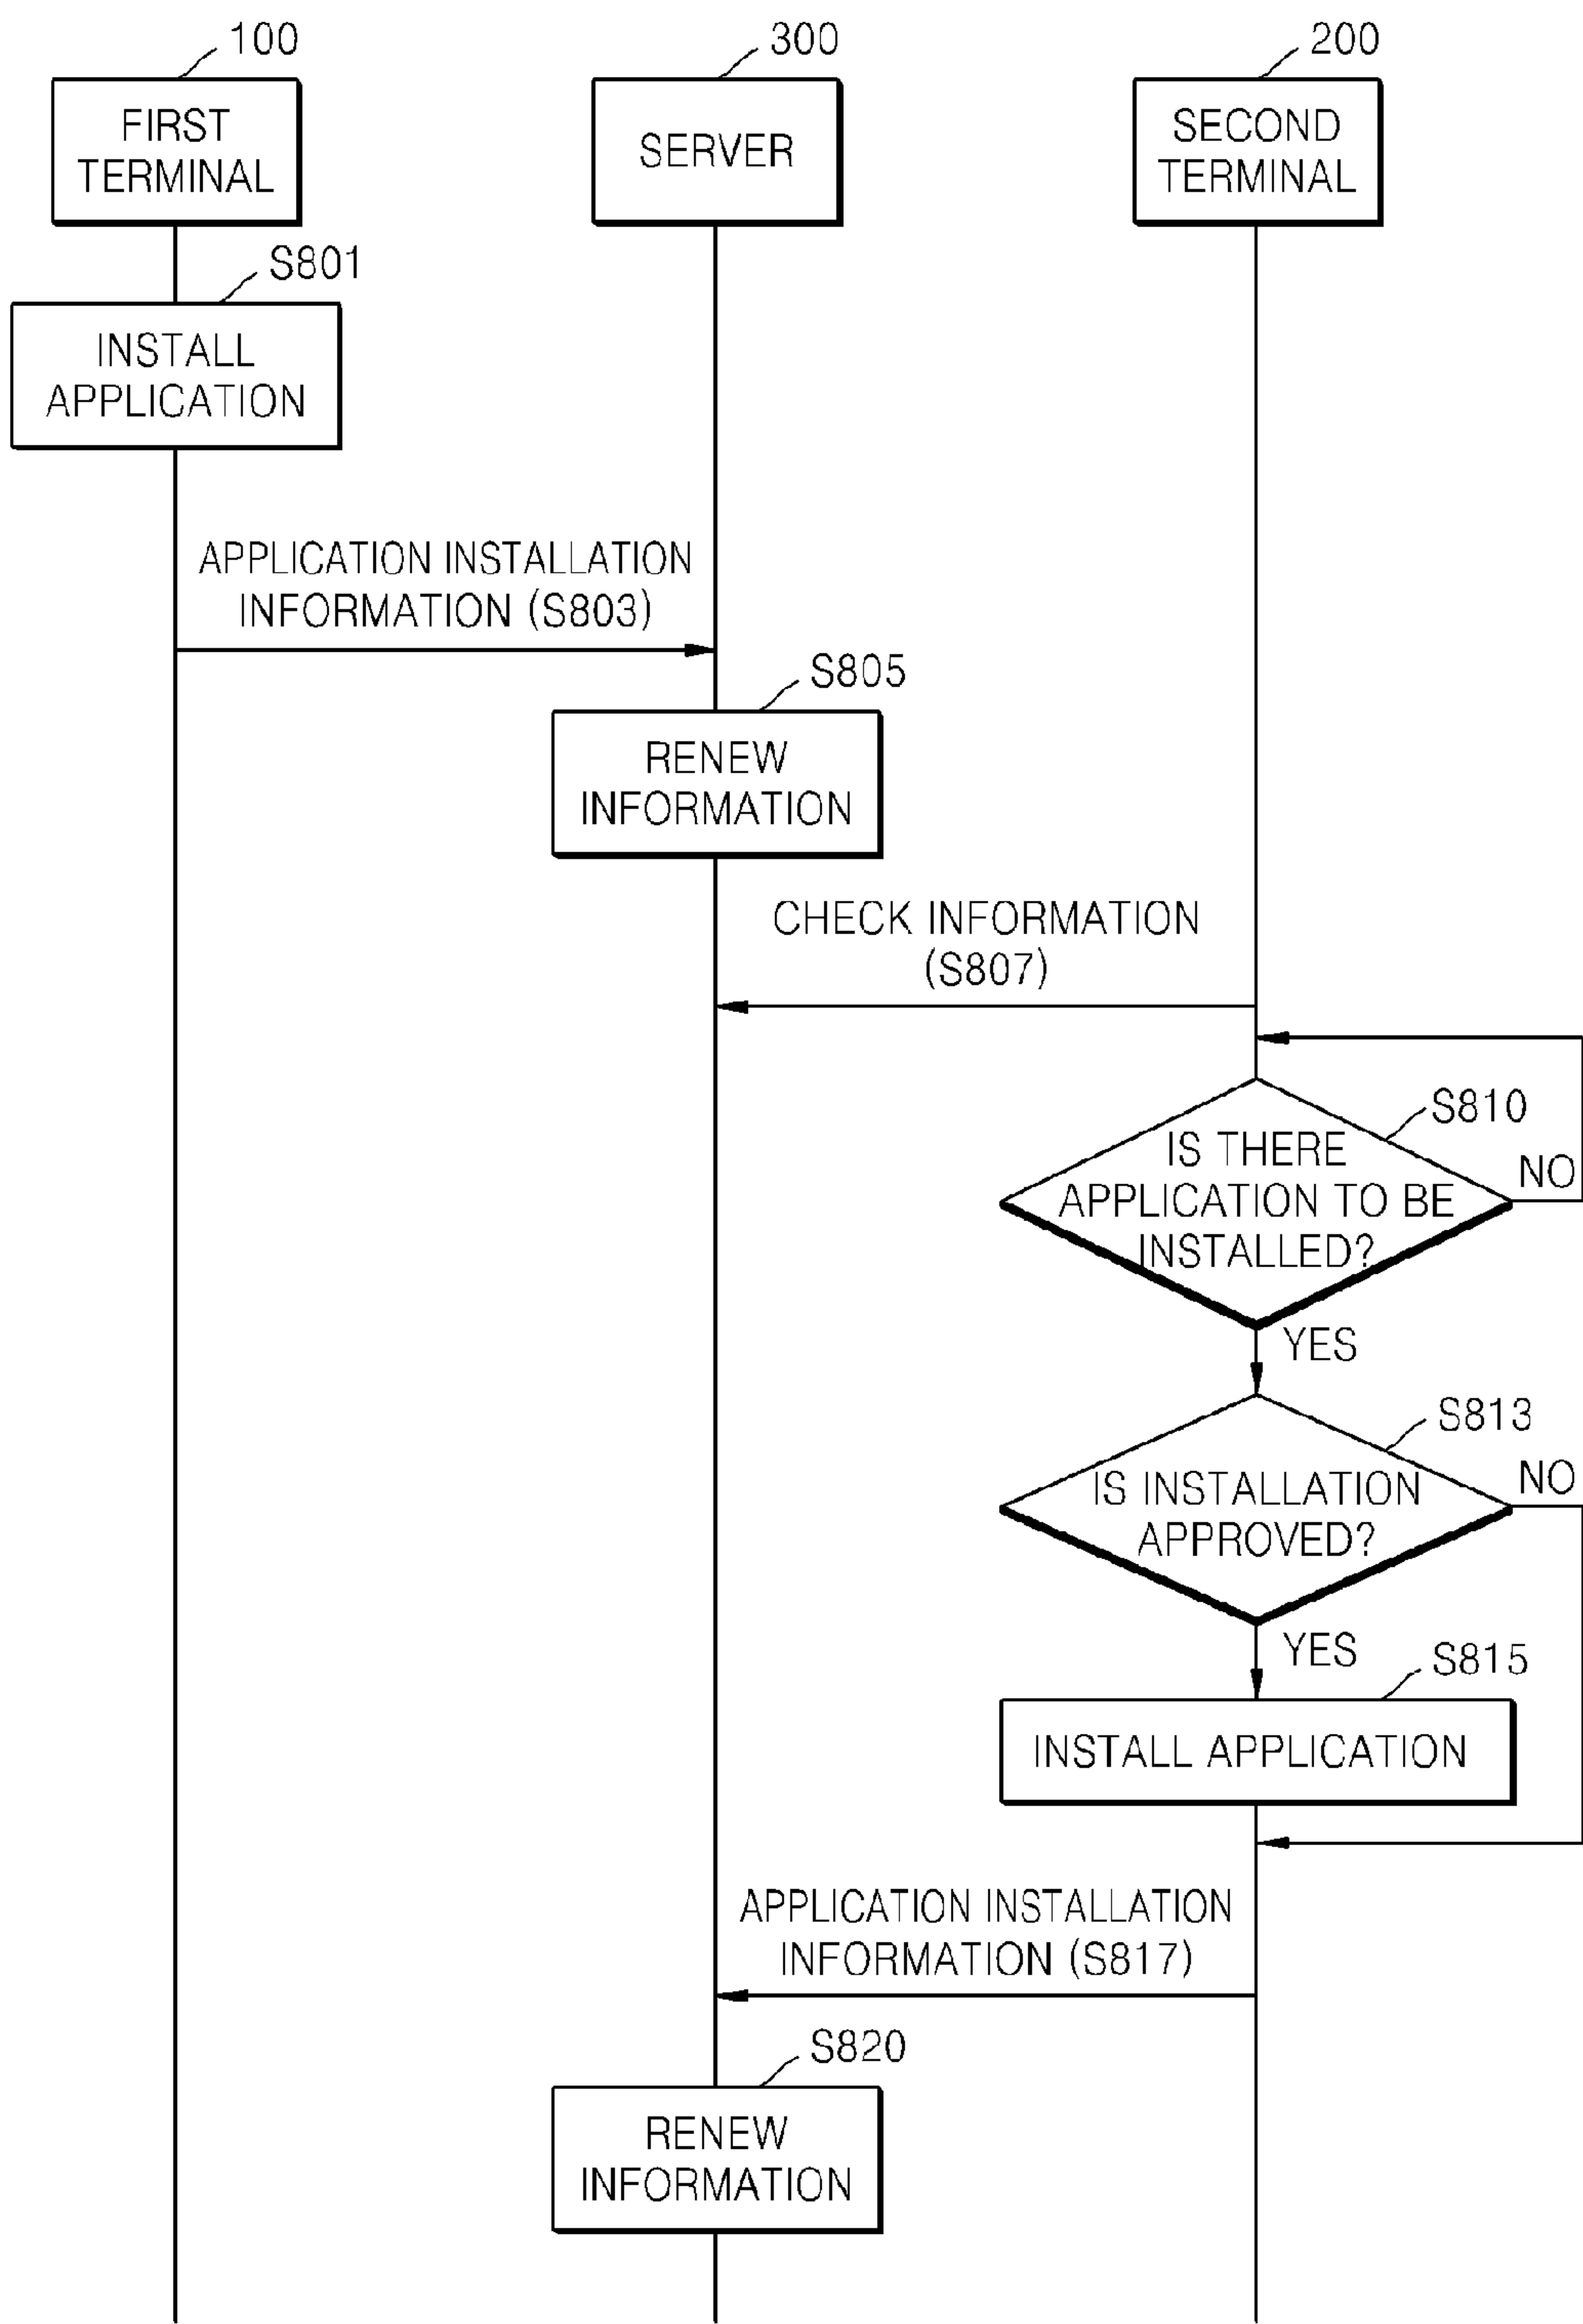 100
300
200
FIRST
TERMINAL
SERVER
SECOND
TERMINAL
S801
INSTALL
APPLICATION
APPLICATION INSTALLATION
INFORMATION (S803)
S805
RENEW
INFORMATION
CHECK INFORMATION
(S807)
S810
IS THERE
APPLICATION TO BE
INSTALLED?
NO
YES
S813
IS INSTALLATION
APPROVED?
NO
YES
S815
INSTALL APPLICATION
APPLICATION INSTALLATION
INFORMATION (S817)
S820
RENEW
INFORMATION